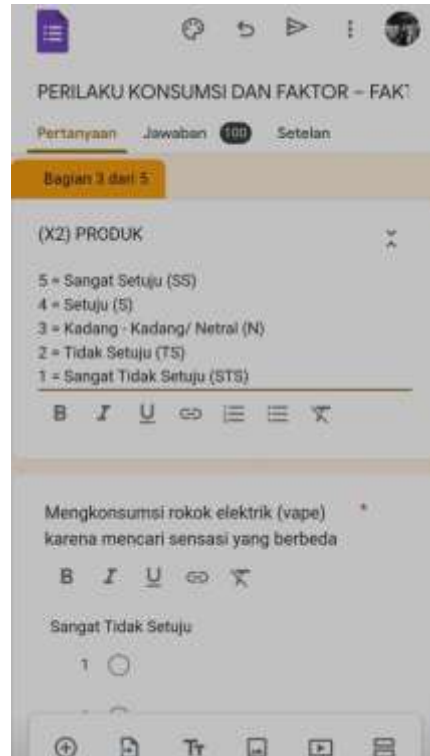 PERILAKU KONSUMSI DAN FAKTOR – FAKT
Pertanyaan Jawaban 100 Setelan
Bagian 3 dari 5
(X2) PRODUK
5 = Sangat Setuju (SS)
4 = Setuju (S)
3 = Kadang - Kadang/ Netral (N)
2 = Tidak Setuju (TS)
1 = Sangat Tidak Setuju (STS)
B I U
Mengkonsumsi rokok elektrik (vape) *
karena mencari sensasi yang berbeda
B I U
Sangat Tidak Setuju
1
Tт